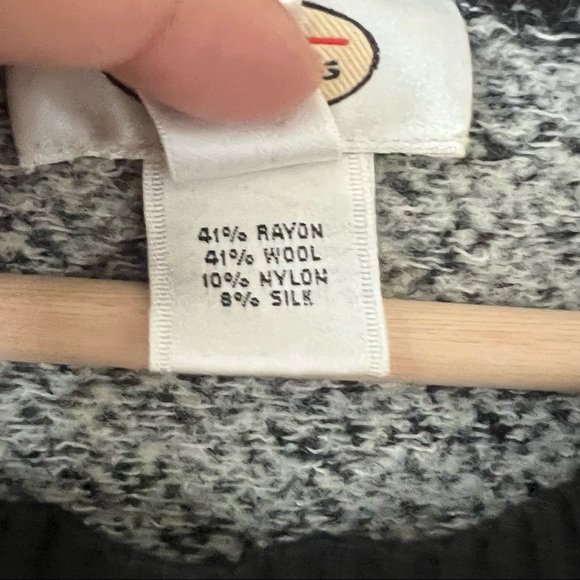 41% RAYON
41% WOOL
10% NYLON
8% SILK